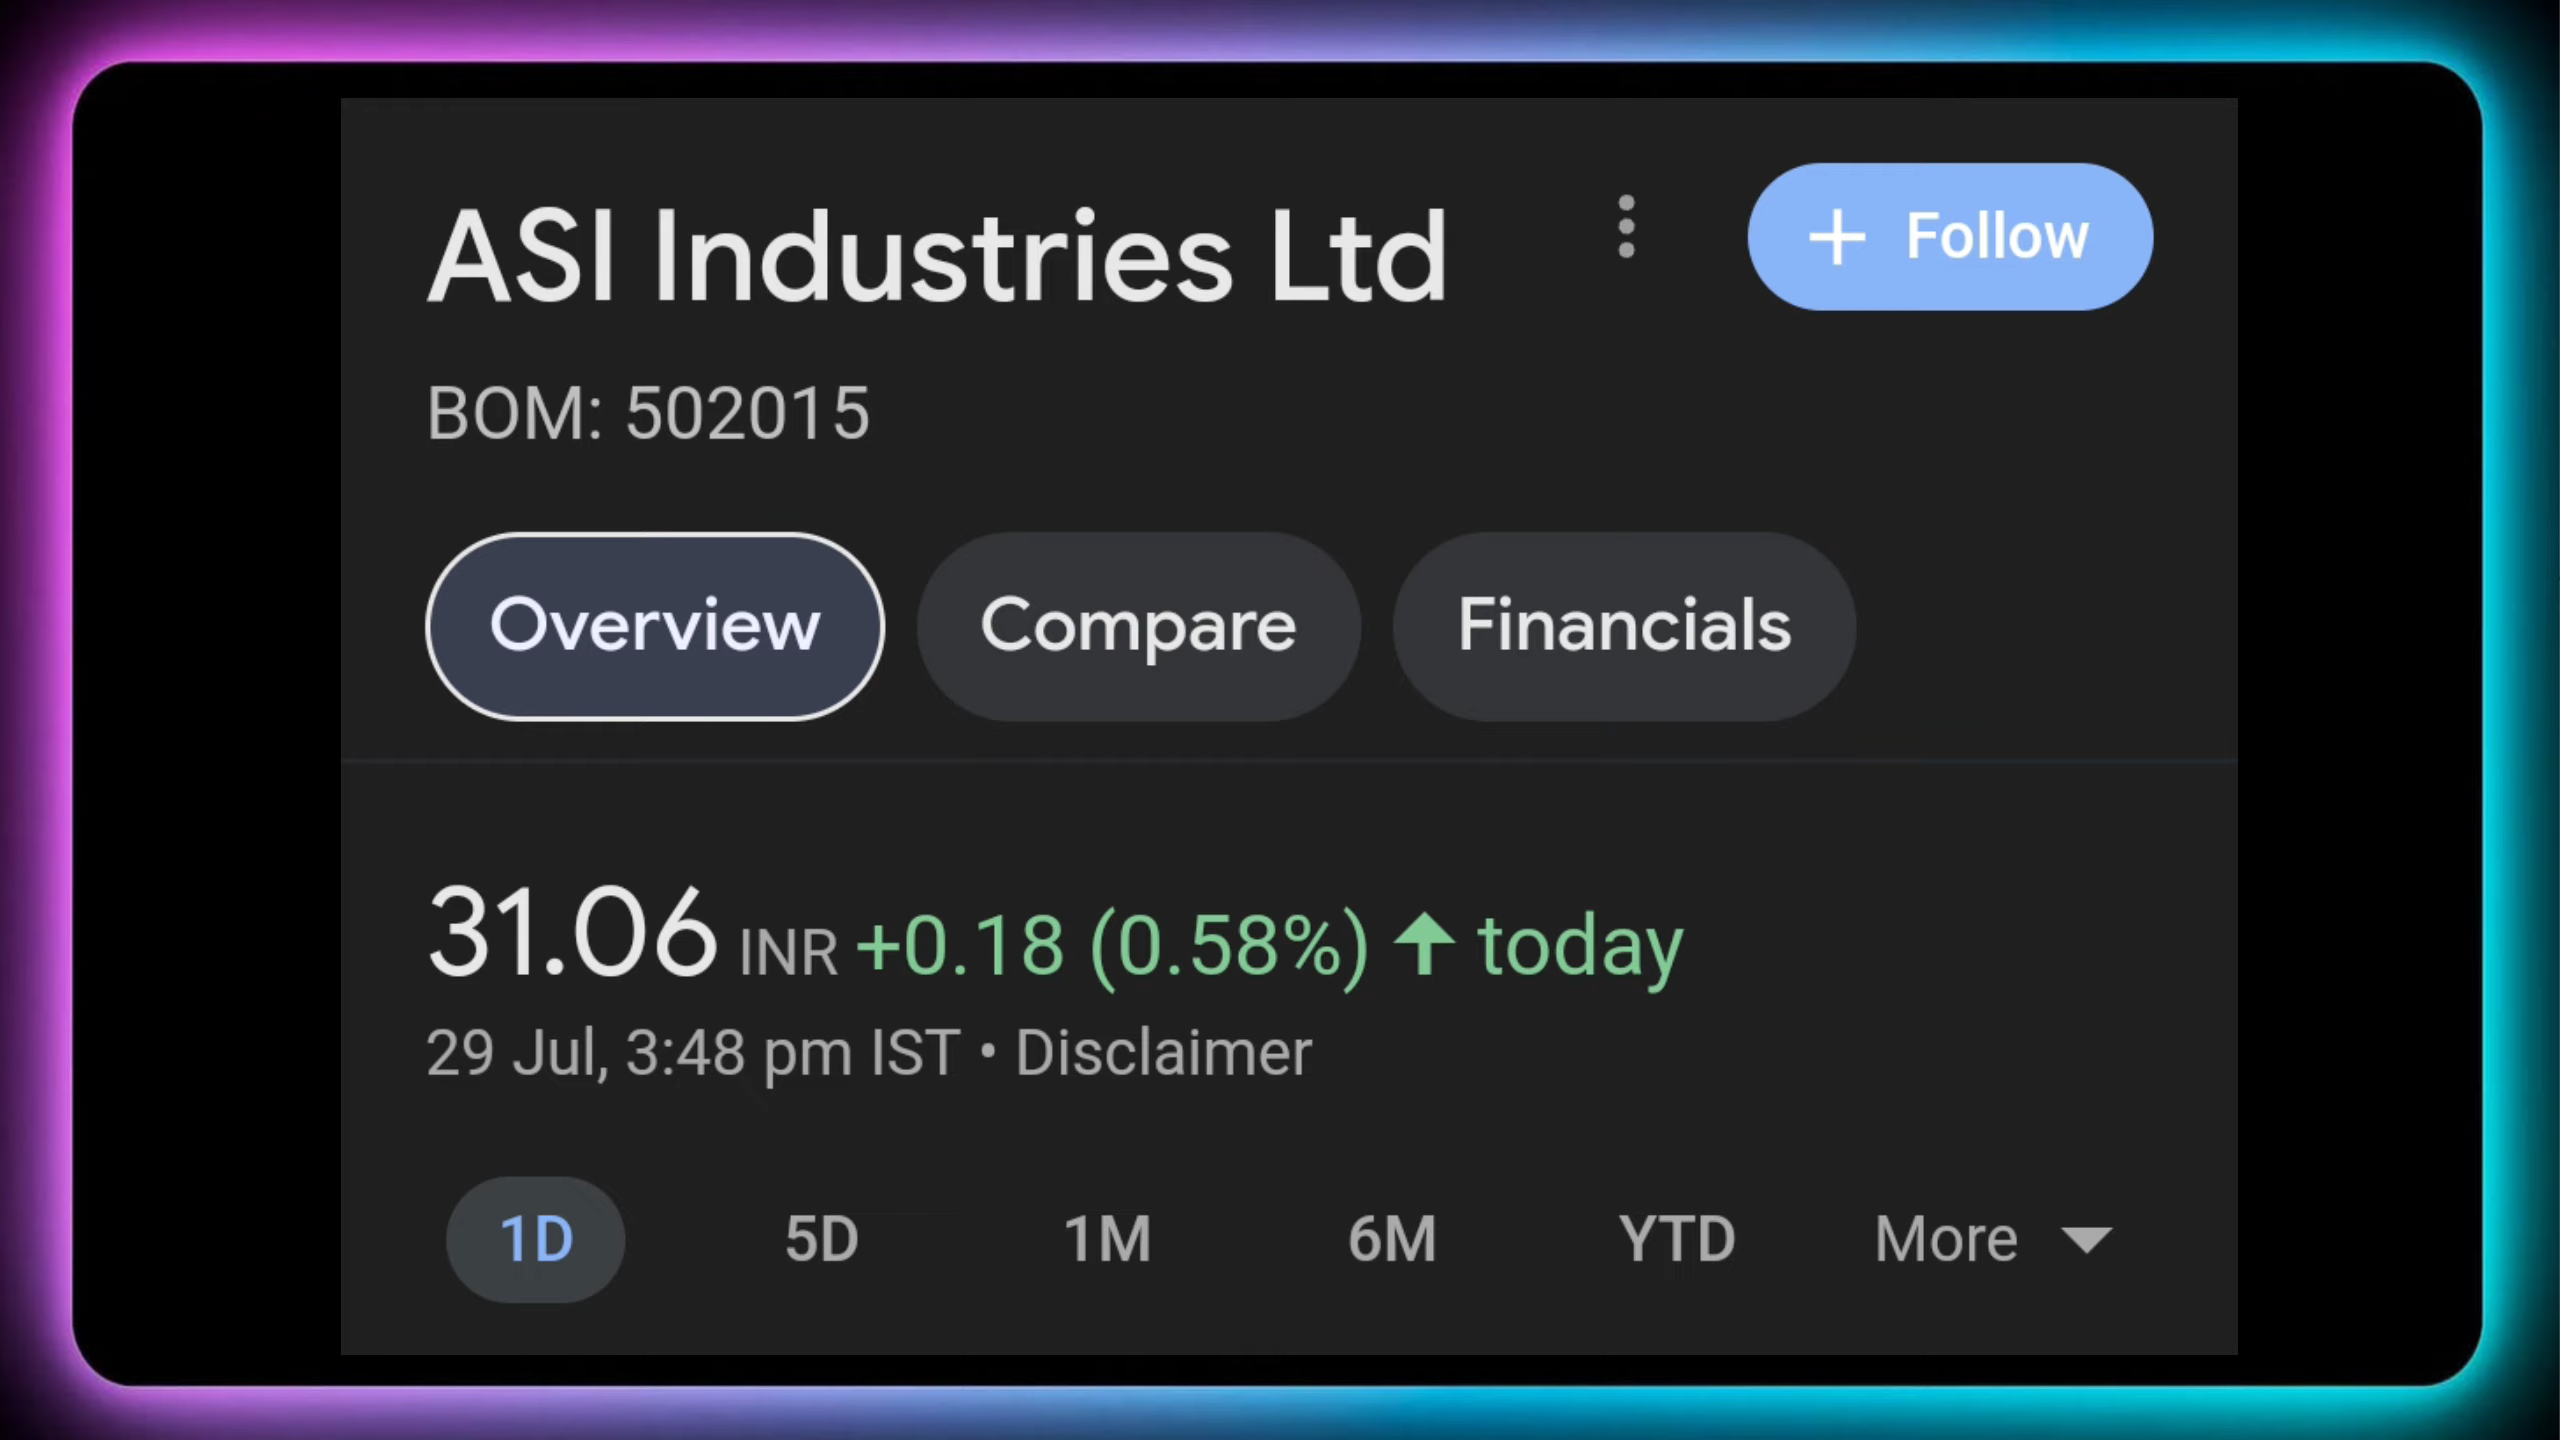 ASI Industries Ltd
+ Follow
BOM: 502015
Overview Compare Financials
31.06 INR +0.18 (0.58%) ↑ today
29 Jul, 3:48 pm IST • Disclaimer
1D 5D 1M 6M YTD More